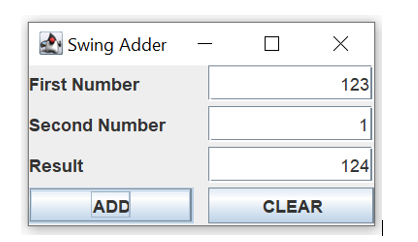 Swing Adder
First Number 123
Second Number 1
Result 124
ADD CLEAR